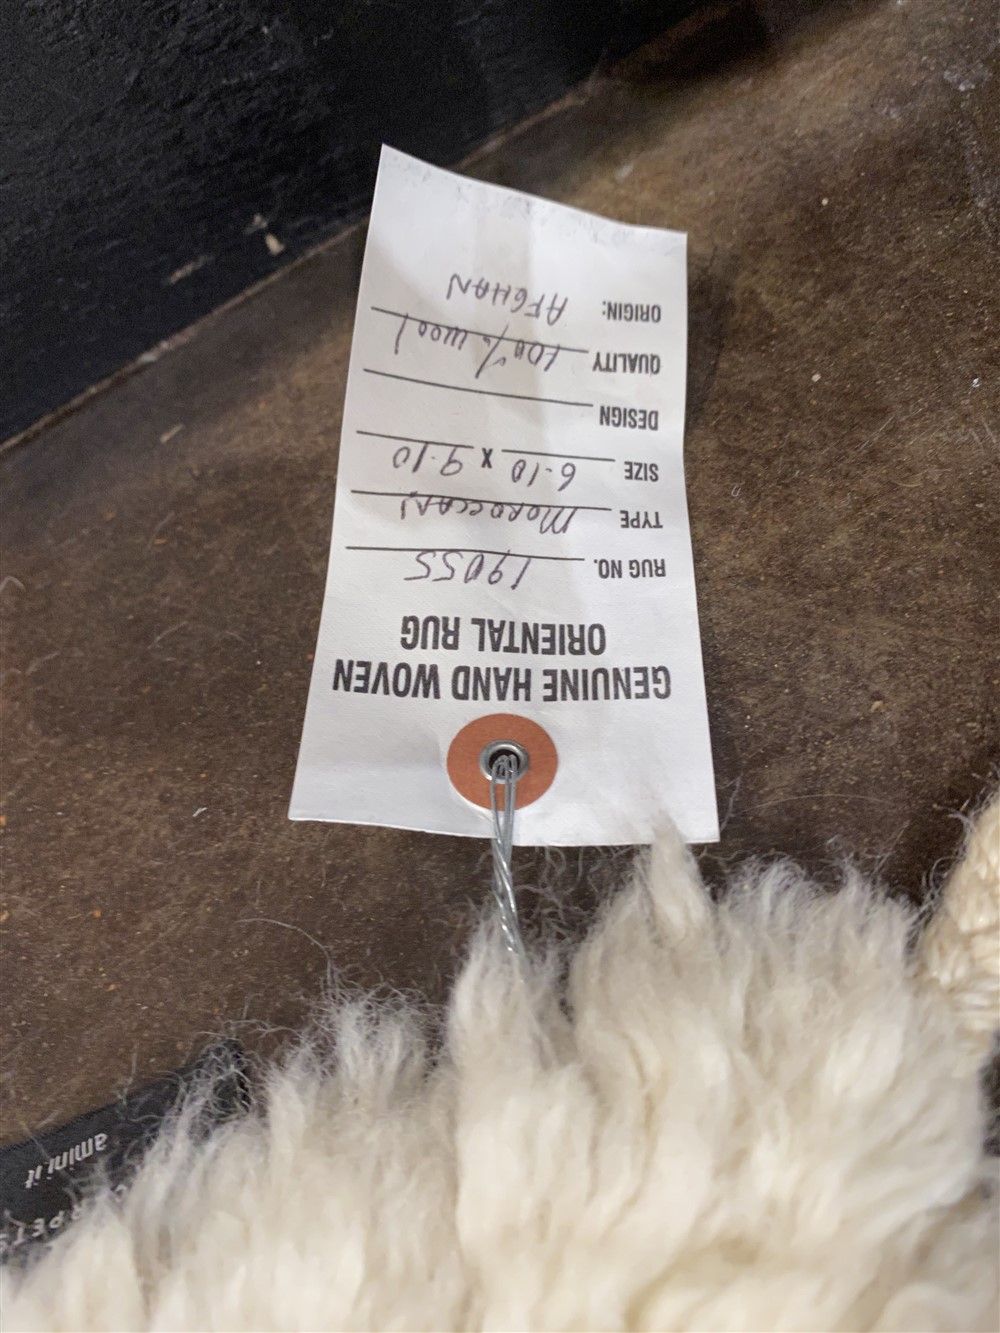 GENUINE HAND WOVEN
ORIENTAL RUG
RUG NO. 19055
TYPE MOROCCAN
SIZE 6.10 X 9.10
DESIGN
QUALITY 100% wool
ORIGIN: AFGHAN
amini.it